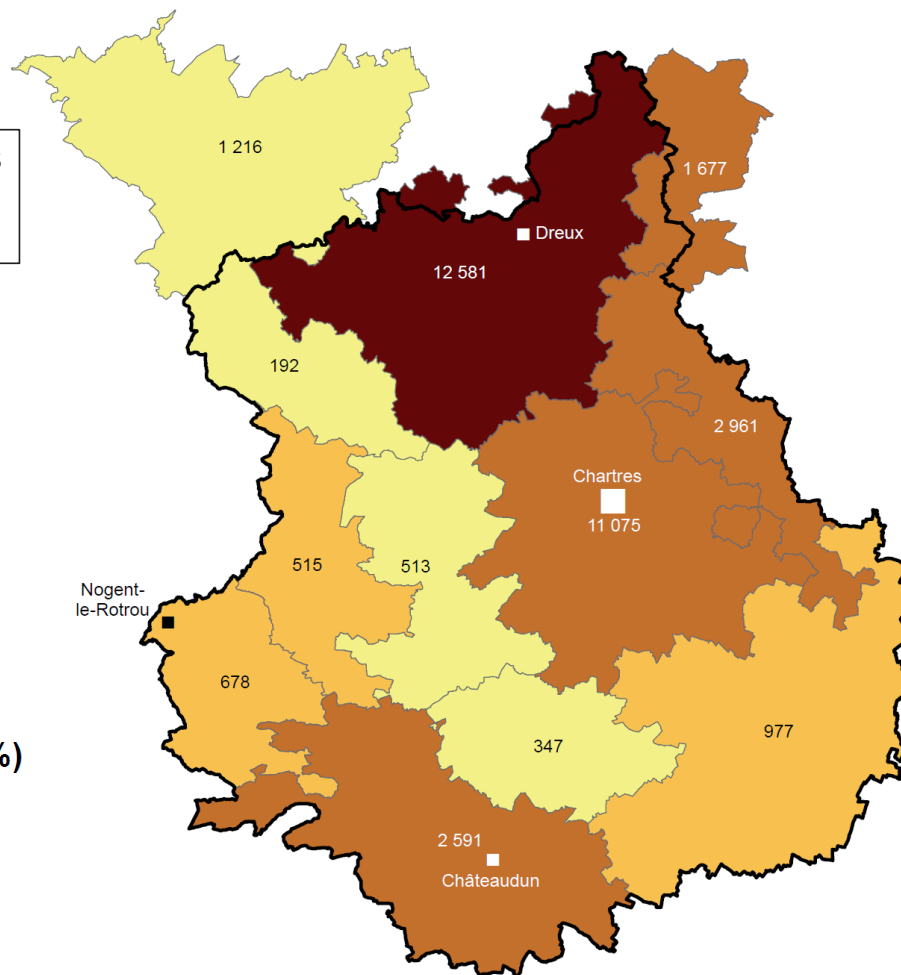 1 216
1 677
Dreux
12 581
192
2 961
Chartres
11 075
515
513
Nogent-
le-Rotrou
678
347
977
%)
2 591
Châteaudun